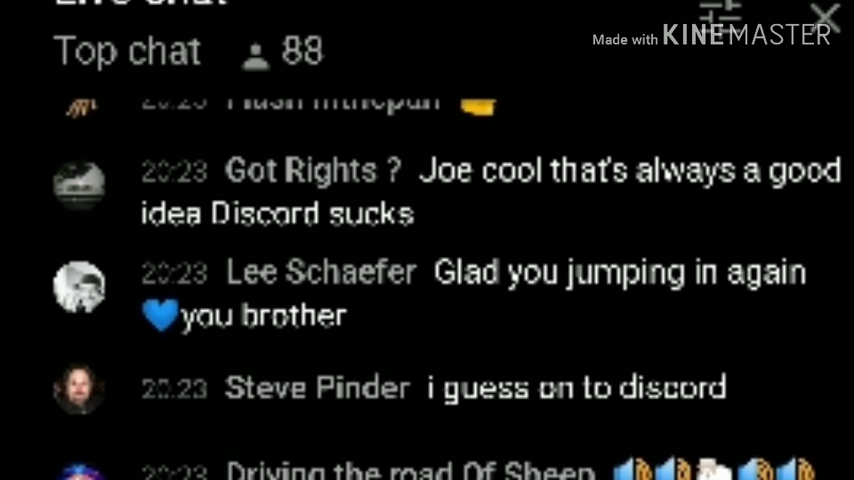 Live chat
Top chat 88
Made with KINEMASTER
20:23
20:23 Got Rights ? Joe cool that's always a good
idea Discord sucks
20:23 Lee Schaefer Glad you jumping in again
💙you brother
20:23 Steve Pinder i guess on to discord
20:23 Driving the road Of Sheep 🔊🔊🐑🔊🔊